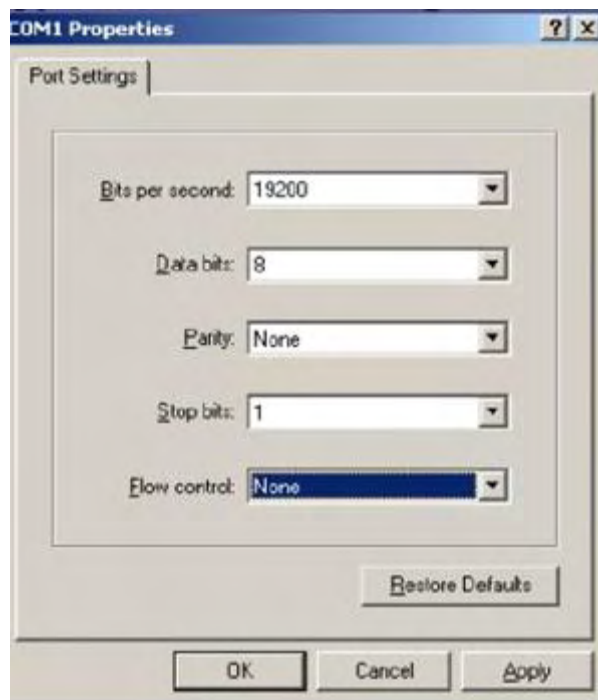 COM1 Properties
Port Settings
Bits per second: 19200
Data bits: 8
Parity: None
Stop bits: 1
Flow control: None
Restore Defaults
OK Cancel Apply